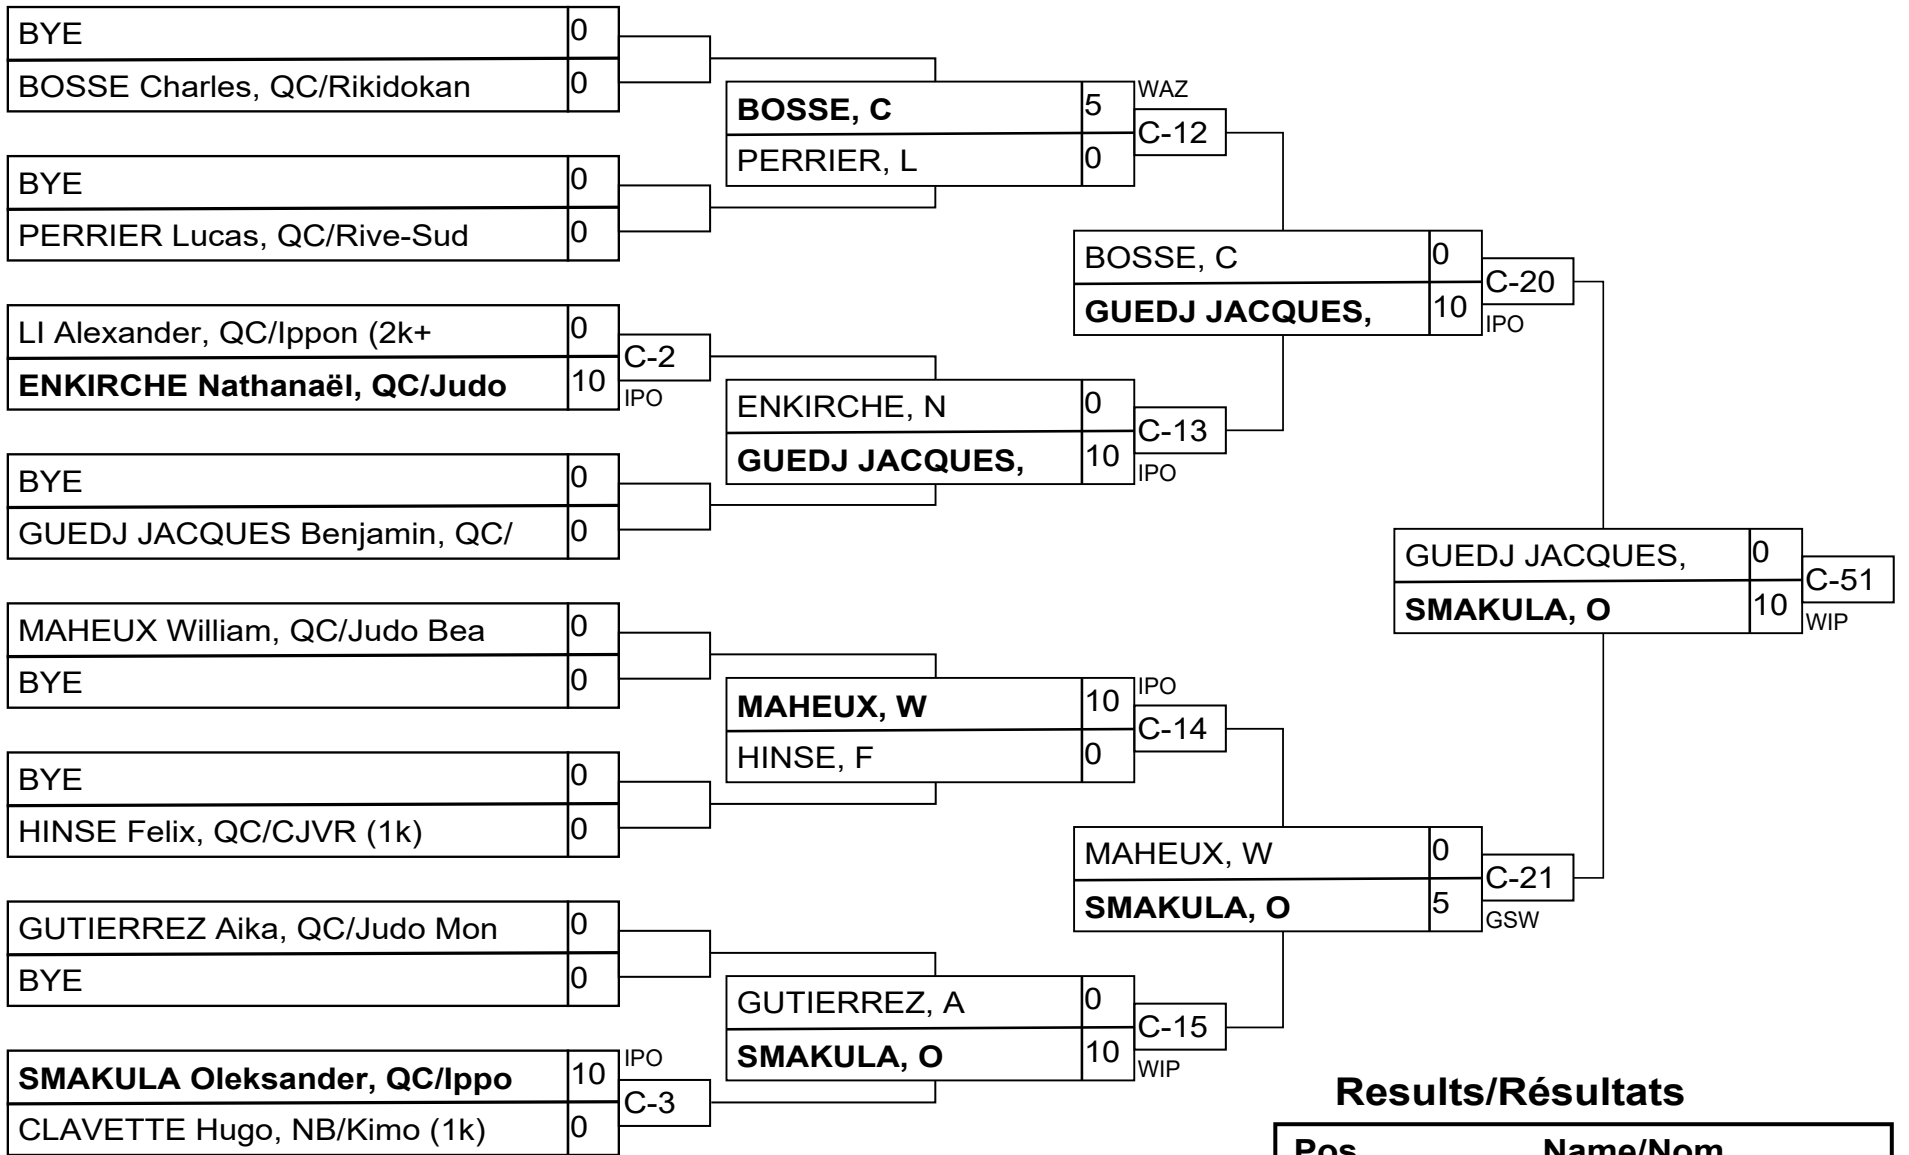 BYE 0
BOSSE Charles, QC/Rikidokan 0
BYE 0
PERRIER Lucas, QC/Rive-Sud 0
LI Alexander, QC/Ippon (2k+ 0
ENKIRCHE Nathanaël, QC/Judo 10
C-2
IPO
BYE 0
GUEDJ JACQUES Benjamin, QC/ 0
MAHEUX William, QC/Judo Bea 0
BYE 0
BYE 0
HINSE Felix, QC/CJVR (1k) 0
GUTIERREZ Aika, QC/Judo Mon 0
BYE 0
SMAKULA Oleksander, QC/Ippo 10
CLAVETTE Hugo, NB/Kimo (1k) 0
IPO
C-3
BOSSE, C 5
PERRIER, L 0
WAZ
C-12
ENKIRCHE, N 0
GUEDJ JACQUES, 10
C-13
IPO
MAHEUX, W 10
HINSE, F 0
IPO
C-14
GUTIERREZ, A 0
SMAKULA, O 10
C-15
WIP
BOSSE, C 0
GUEDJ JACQUES, 10
C-20
IPO
MAHEUX, W 0
SMAKULA, O 5
C-21
GSW
GUEDJ JACQUES, 0
SMAKULA, O 10
C-51
WIP
Results/Résultats
Pos Name/Nom